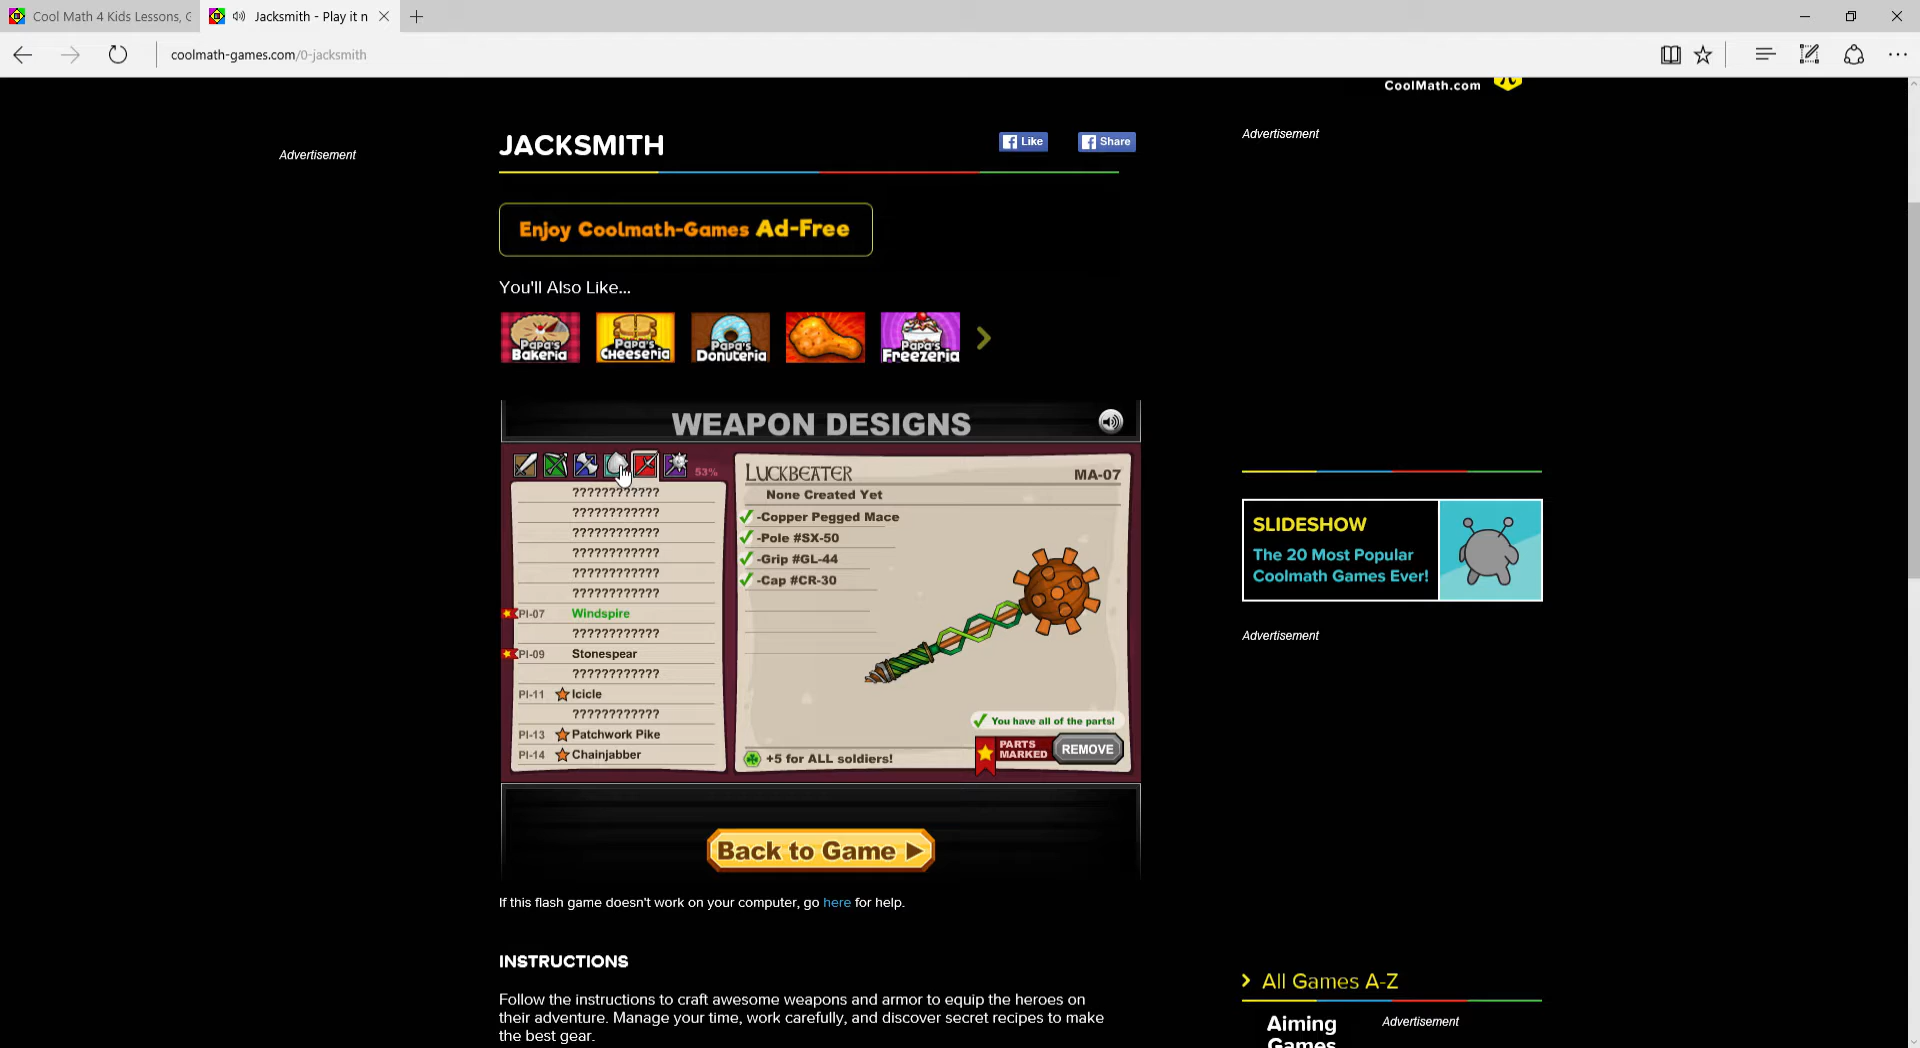 Cool Math 4 Kids Lessons, G
Jacksmith - Play it n
coolmath-games.com/0-jacksmith
CoolMath.com
Advertisement
JACKSMITH
Like
Share
Advertisement
Enjoy Coolmath-Games Ad-Free
You'll Also Like...
Papa's Bakeria
Papa's Cheeseria
Papa's Donuteria
Papa's Freezeria
WEAPON DESIGNS
53%
????????????
????????????
????????????
????????????
????????????
????????????
PI-07 Windspire
????????????
PI-09 Stonespear
????????????
PI-11 Icicle
????????????
PI-13 Patchwork Pike
PI-14 Chainjabber
LUCKBEATER MA-07
None Created Yet
-Copper Pegged Mace
-Pole #SX-50
-Grip #GL-44
-Cap #CR-30
You have all of the parts!
PARTS MARKED
REMOVE
+5 for ALL soldiers!
Back to Game
SLIDESHOW
The 20 Most Popular
Coolmath Games Ever!
Advertisement
If this flash game doesn't work on your computer, go here for help.
INSTRUCTIONS
Follow the instructions to craft awesome weapons and armor to equip the heroes on
their adventure. Manage your time, work carefully, and discover secret recipes to make
the best gear.
All Games A-Z
Aiming
Games
Advertisement